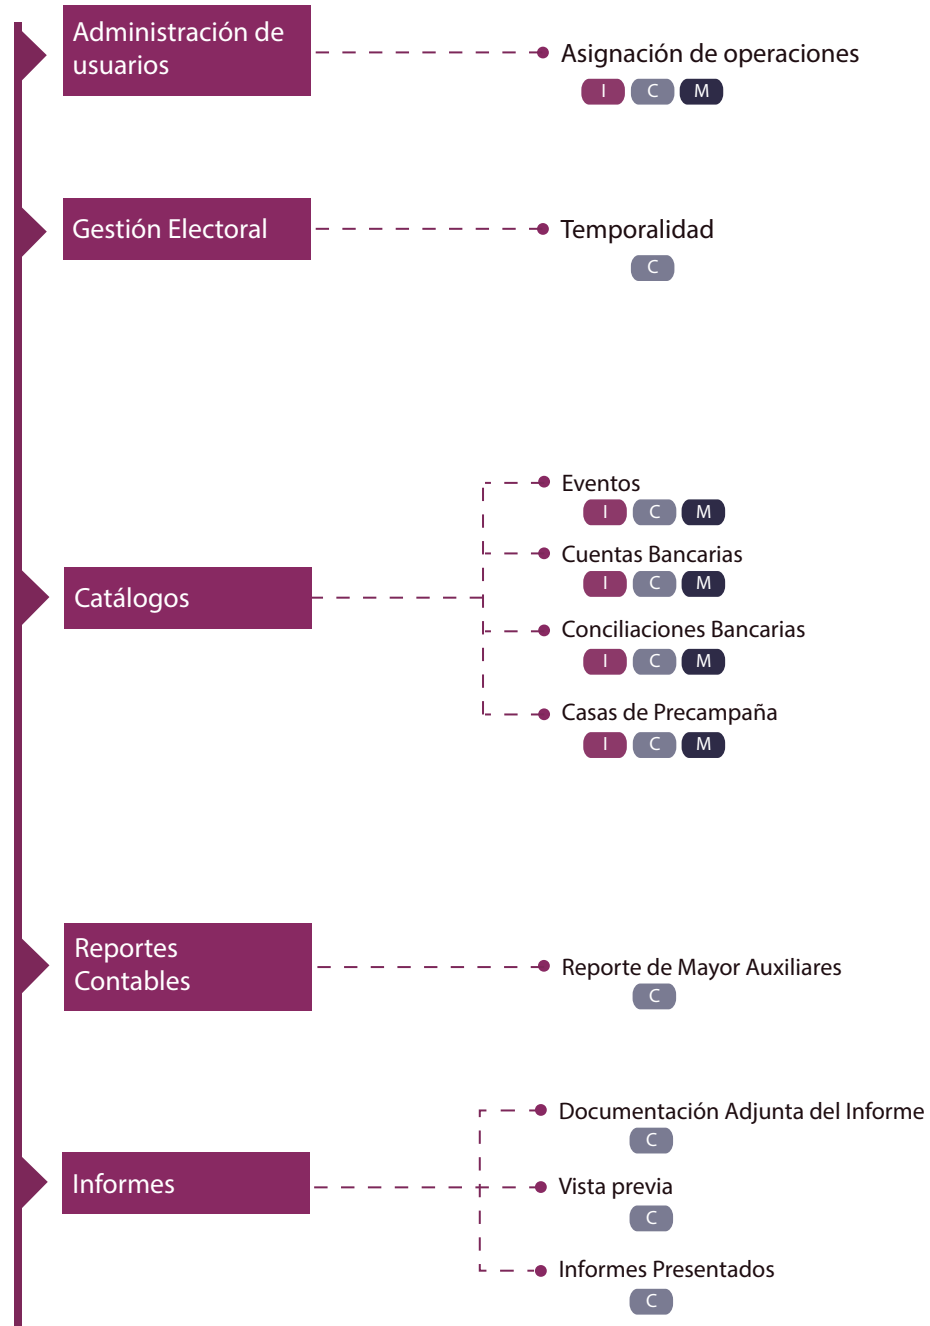 Administración de
usuarios
Asignación de operaciones
I C M
Gestión Electoral
Temporalidad
C
Catálogos
Eventos
I C M
Cuentas Bancarias
I C M
Conciliaciones Bancarias
I C M
Casas de Precampaña
I C M
Reportes
Contables
Reporte de Mayor Auxiliares
C
Informes
Documentación Adjunta del Informe
C
Vista previa
C
Informes Presentados
C